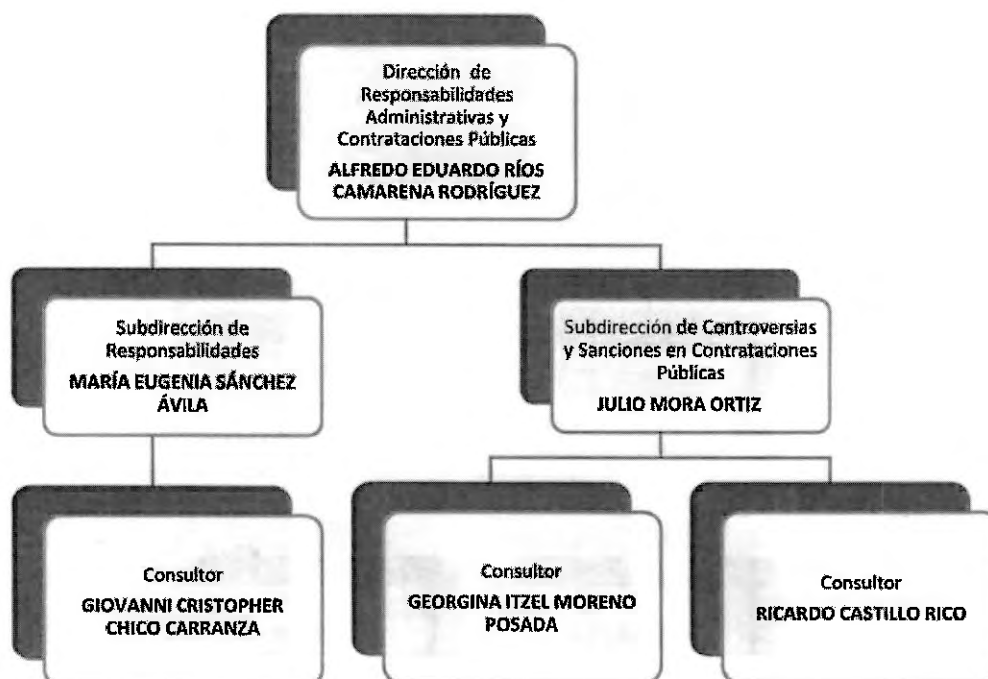 Dirección de
Responsabilidades
Administrativas y
Contrataciones Públicas
ALFREDO EDUARDO RÍOS
CAMARENA RODRÍGUEZ
Subdirección de
Responsabilidades
MARÍA EUGENIA SÁNCHEZ
ÁVILA
Subdirección de Controversias
y Sanciones en Contrataciones
Públicas
JULIO MORA ORTIZ
Consultor
GIOVANNI CRISTOPHER
CHICO CARRANZA
Consultor
GEORGINA ITZEL MORENO
POSADA
Consultor
RICARDO CASTILLO RICO